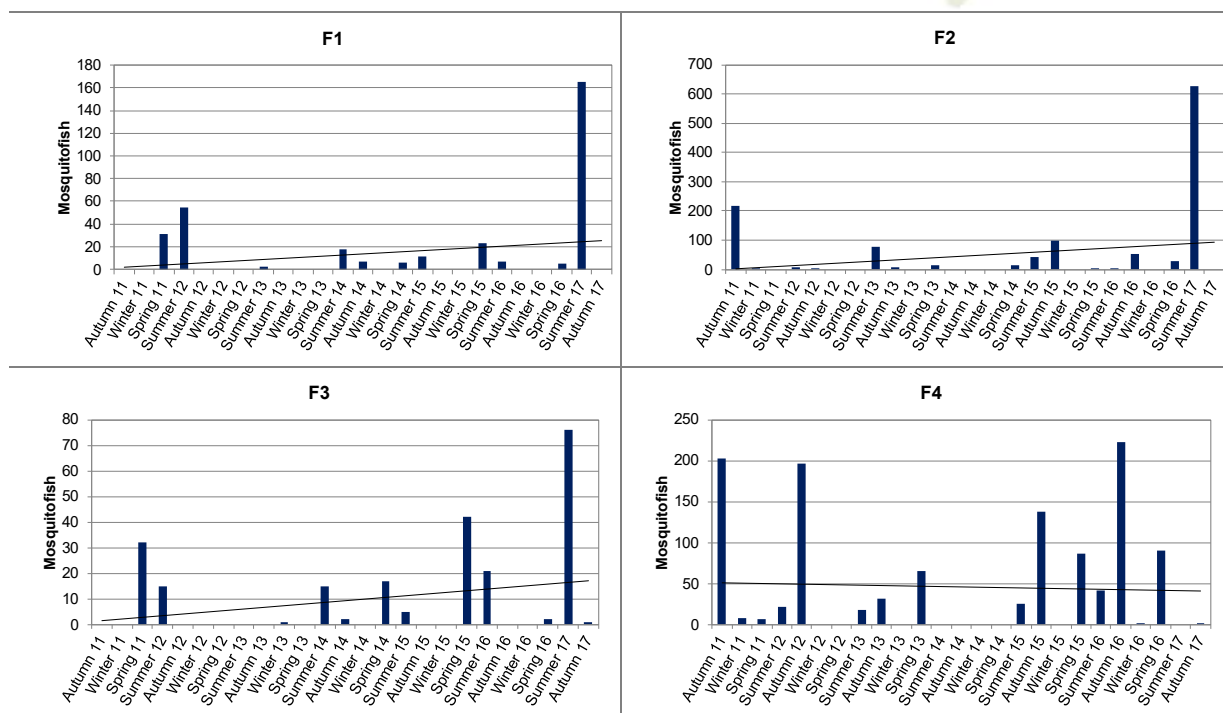 F1
Mosquitofish
180
160
140
120
100
80
60
40
20
0
Autumn 11
Winter 11
Spring 11
Summer 12
Autumn 12
Winter 12
Spring 12
Summer 13
Autumn 13
Winter 13
Spring 13
Summer 14
Autumn 14
Winter 14
Spring 14
Summer 15
Autumn 15
Winter 15
Spring 15
Summer 16
Autumn 16
Winter 16
Spring 16
Summer 17
Autumn 17
F2
Mosquitofish
700
600
500
400
300
200
100
0
Autumn 11
Winter 11
Spring 11
Summer 12
Autumn 12
Winter 12
Spring 12
Summer 13
Autumn 13
Winter 13
Spring 13
Summer 14
Autumn 14
Winter 14
Spring 14
Summer 15
Autumn 15
Winter 15
Spring 15
Summer 16
Autumn 16
Winter 16
Spring 16
Summer 17
Autumn 17
F3
Mosquitofish
80
70
60
50
40
30
20
10
0
Autumn 11
Winter 11
Spring 11
Summer 12
Autumn 12
Winter 12
Spring 12
Summer 13
Autumn 13
Winter 13
Spring 13
Summer 14
Autumn 14
Winter 14
Spring 14
Summer 15
Autumn 15
Winter 15
Spring 15
Summer 16
Autumn 16
Winter 16
Spring 16
Summer 17
Autumn 17
F4
Mosquitofish
250
200
150
100
50
0
Autumn 11
Winter 11
Spring 11
Summer 12
Autumn 12
Winter 12
Spring 12
Summer 13
Autumn 13
Winter 13
Spring 13
Summer 14
Autumn 14
Winter 14
Spring 14
Summer 15
Autumn 15
Winter 15
Spring 15
Summer 16
Autumn 16
Winter 16
Spring 16
Summer 17
Autumn 17